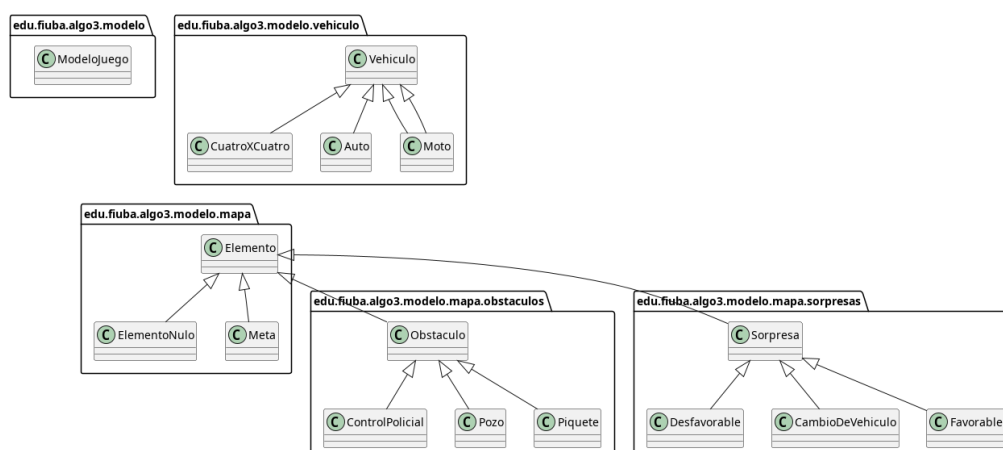 edu.fiuba.algo3.modelo
edu.fiuba.algo3.modelo.vehiculo
C ModeloJuego
C Vehiculo
C CuatroXCuatro
C Auto
C Moto
edu.fiuba.algo3.modelo.mapa
C Elemento
edu.fiuba.algo3.modelo.mapa.obstaculos
edu.fiuba.algo3.modelo.mapa.sorpresas
C ElementoNulo
C Meta
C Obstaculo
C Sorpresa
C ControlPolicial
C Pozo
C Piquete
C Desfavorable
C CambioDeVehiculo
C Favorable